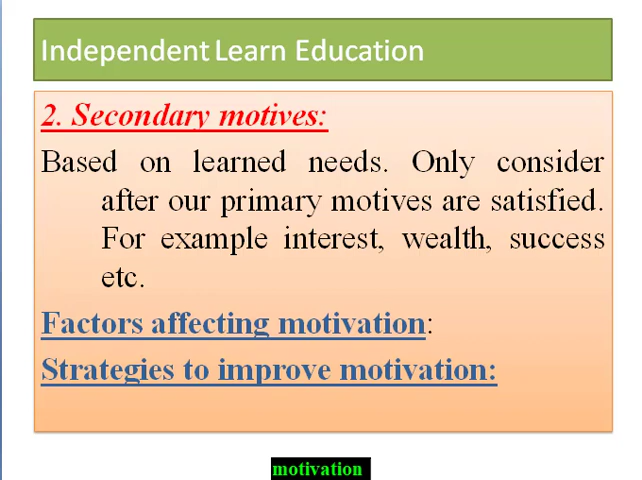 Independent Learn Education
2. Secondary motives:
Based on learned needs. Only consider
after our primary motives are satisfied.
For example interest, wealth, success
etc.
Factors affecting motivation:
Strategies to improve motivation:
motivation